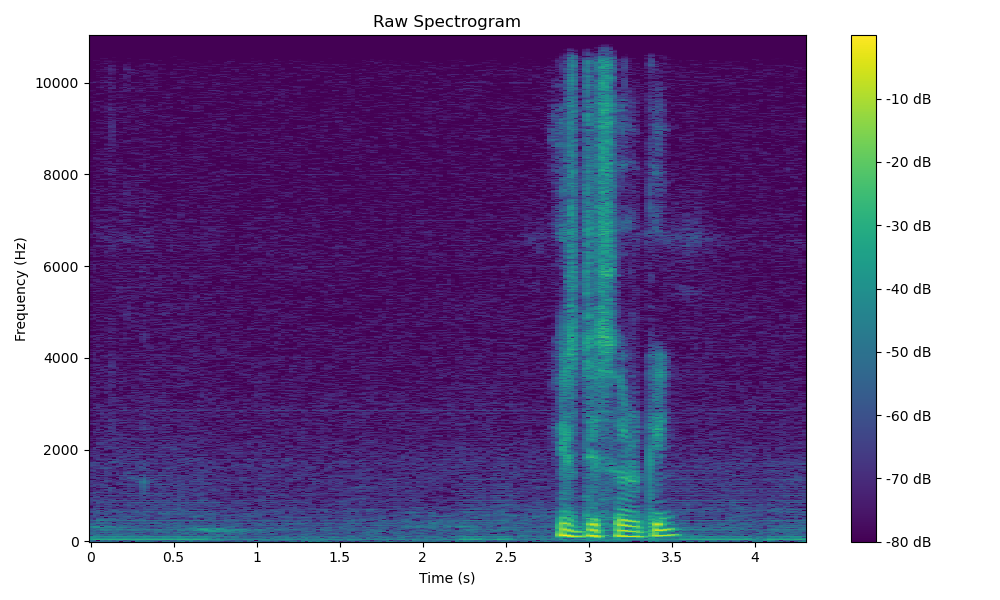 Raw Spectrogram
10000
8000
6000
4000
2000
0
Frequency (Hz)
0
0.5
1
1.5
2
2.5
3
3.5
4
Time (s)
-10 dB
-20 dB
-30 dB
-40 dB
-50 dB
-60 dB
-70 dB
-80 dB